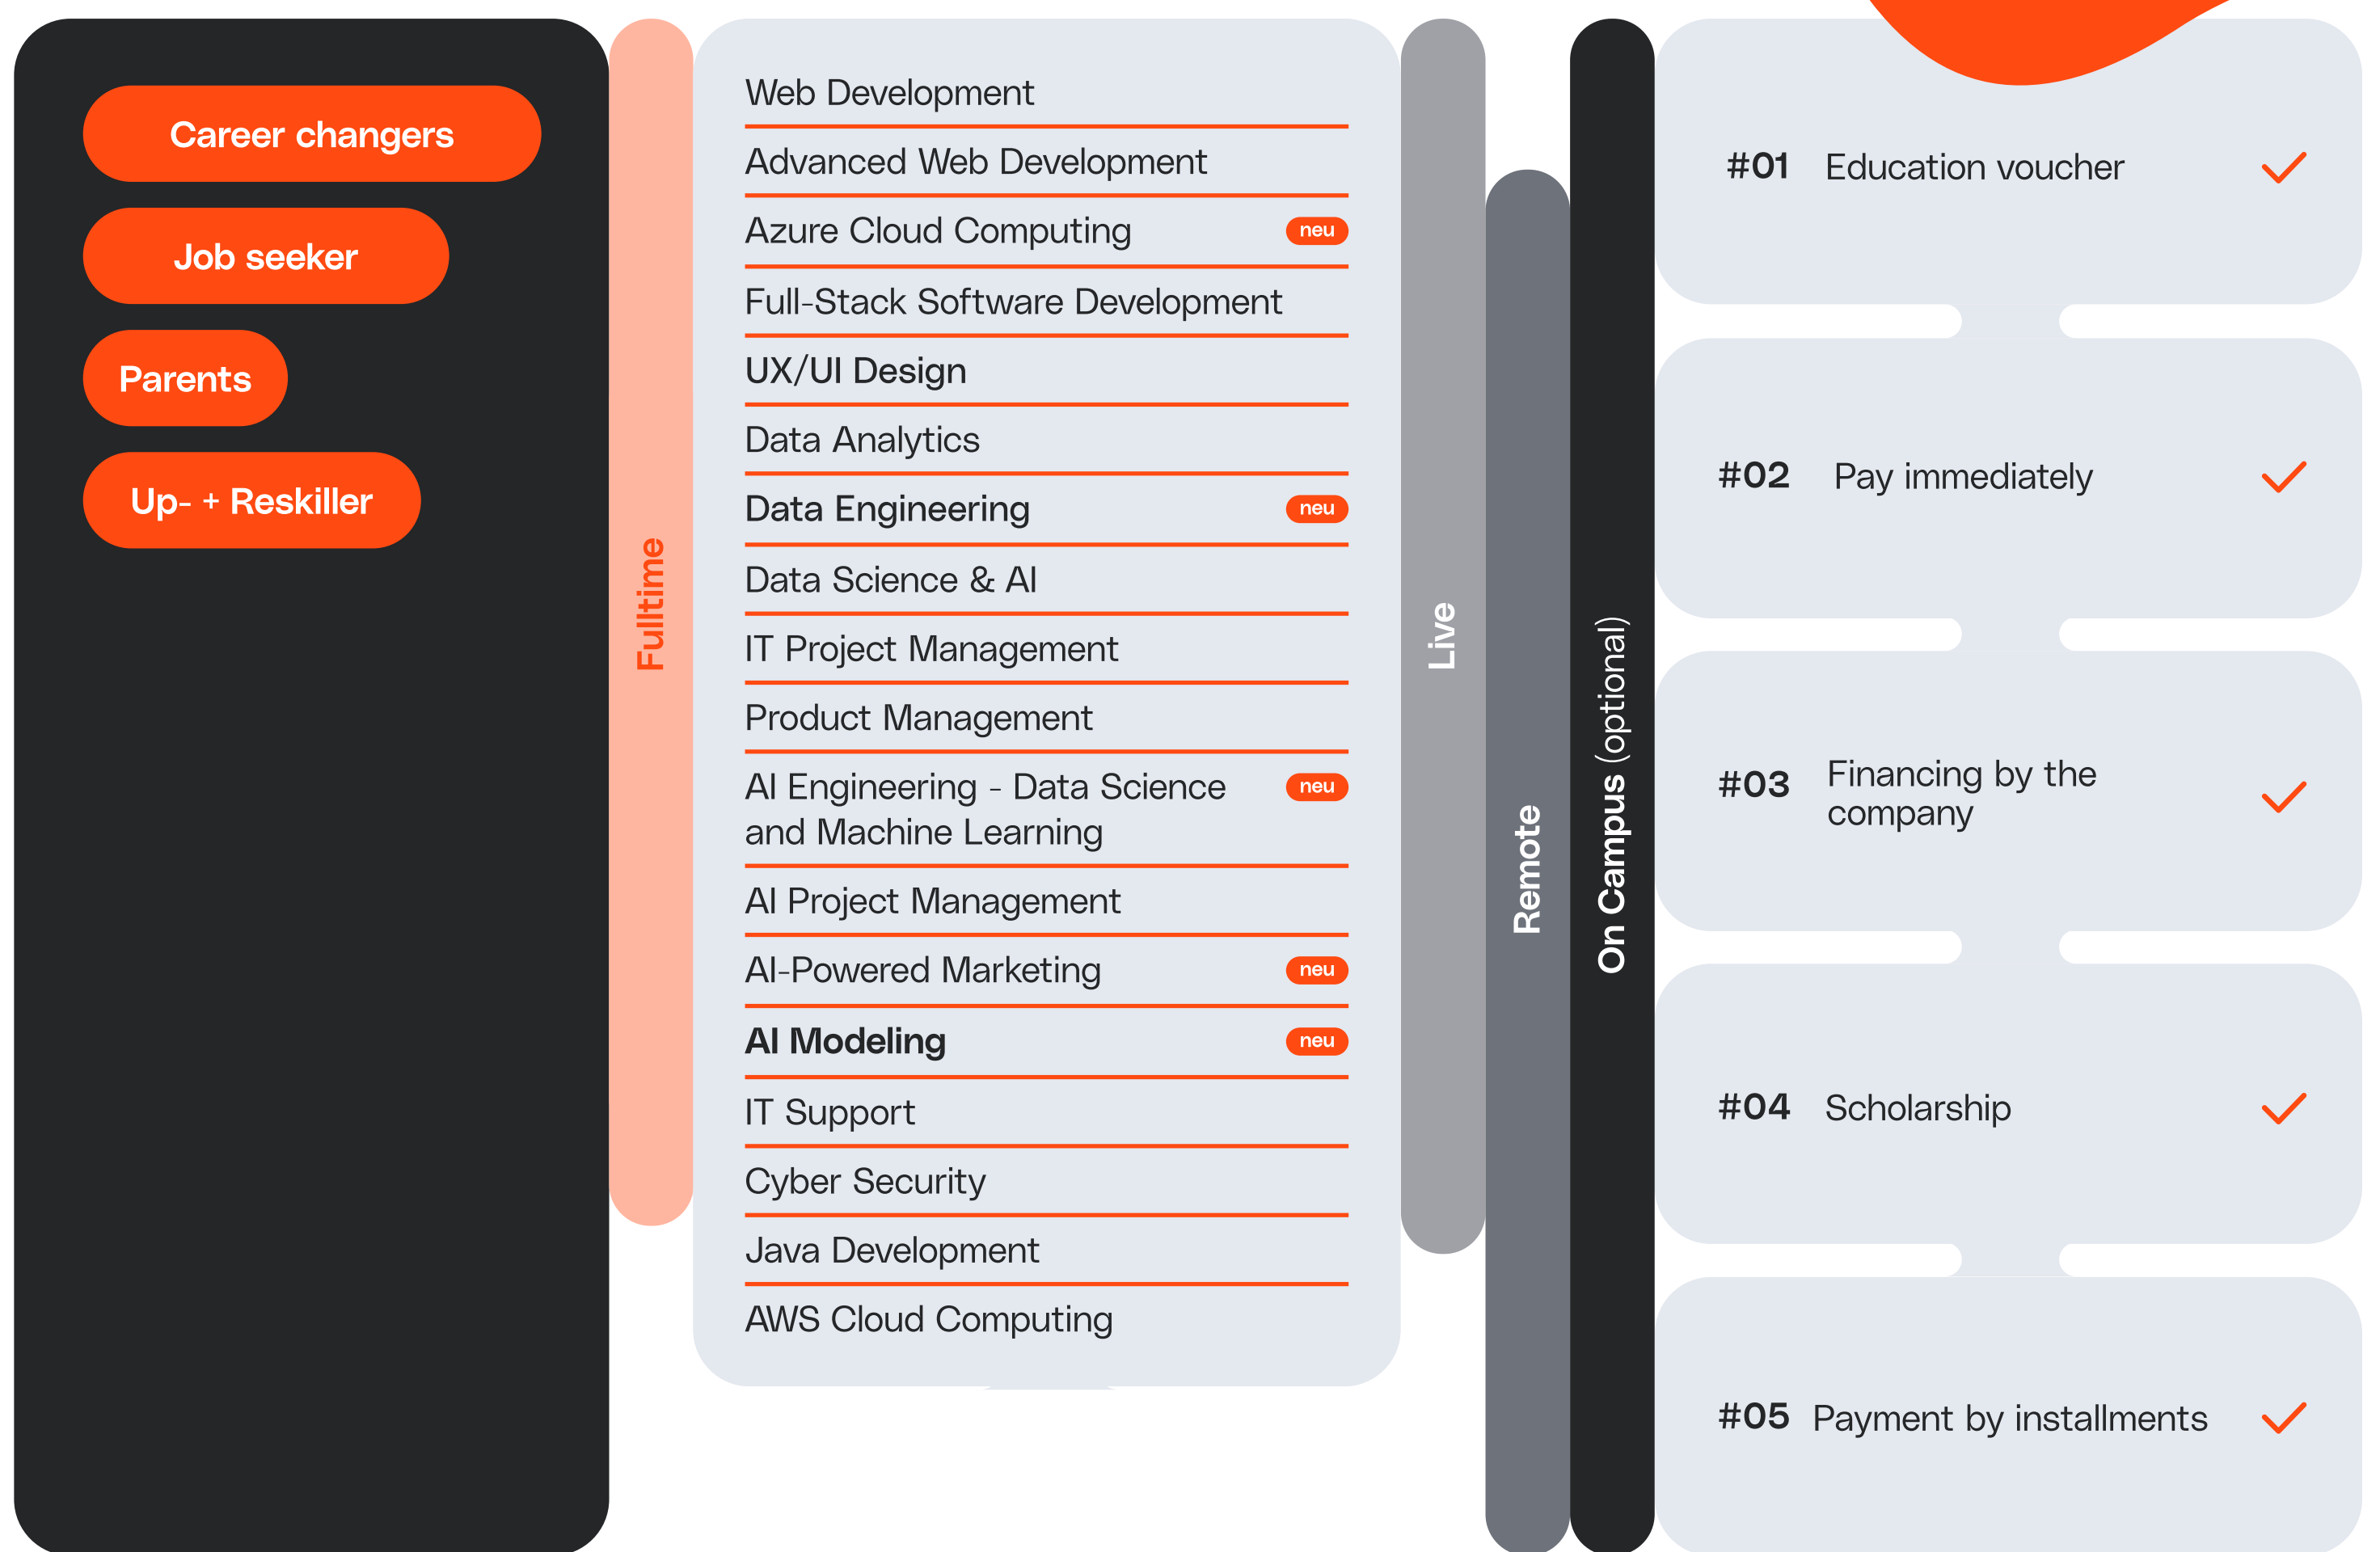 Career changers
Job seeker
Parents
Up- + Reskiller
Fulltime
Web Development
Advanced Web Development
Azure Cloud Computing neu
Full-Stack Software Development
UX/UI Design
Data Analytics
Data Engineering neu
Data Science & AI
IT Project Management
Product Management
AI Engineering - Data Science neu
and Machine Learning
AI Project Management
AI-Powered Marketing neu
AI Modeling neu
IT Support
Cyber Security
Java Development
AWS Cloud Computing
Live
Remote
On Campus (optional)
#01 Education voucher
#02 Pay immediately
#03 Financing by the
company
#04 Scholarship
#05 Payment by installments